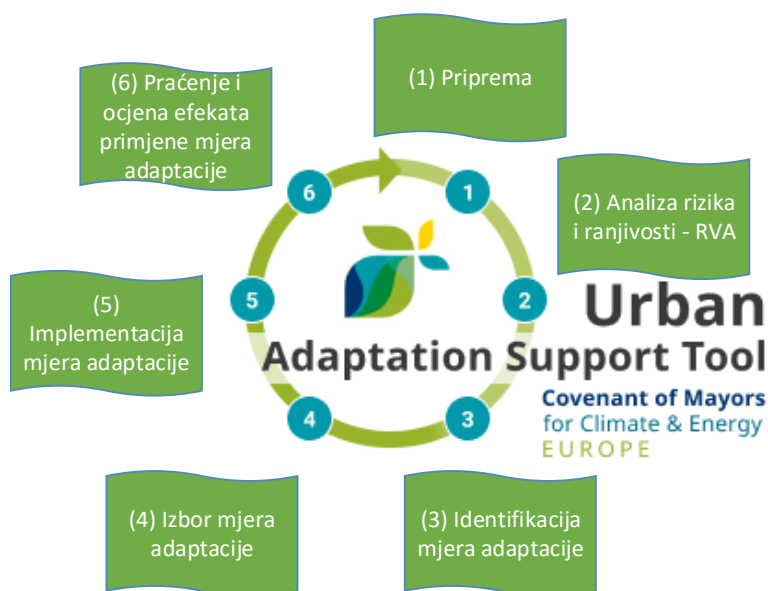 (1) Priprema
(2) Analiza rizika
i ranjivosti - RVA
(3) Identifikacija
mjera adaptacije
(4) Izbor mjera
adaptacije
(5)
Implementacija
mjera adaptacije
(6) Praćenje i
ocjena efekata
primjene mjera
adaptacije
1
2
3
4
5
6
Urban
Adaptation Support Tool
Covenant of Mayors
for Climate & Energy
EUROPE